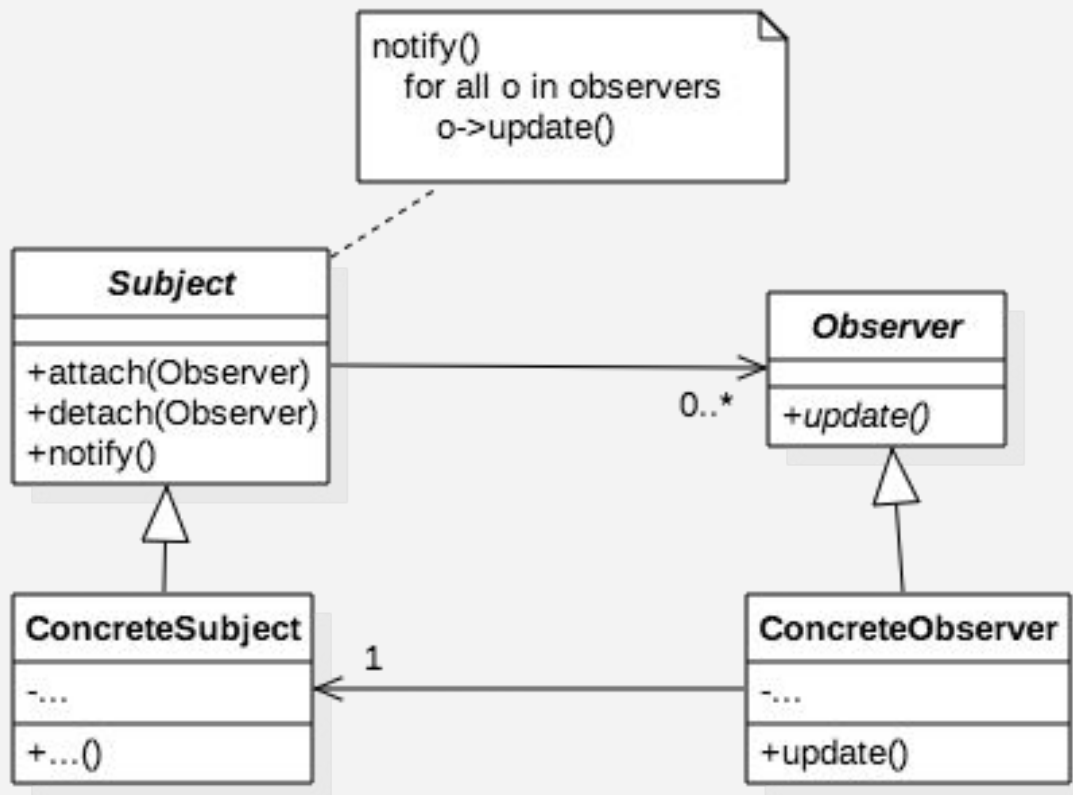 notify()
for all o in observers
o->update()
Subject
+attach(Observer)
+detach(Observer)
+notify()
Observer
+update()
0..*
ConcreteSubject
-...
+...()
1
ConcreteObserver
-...
+update()